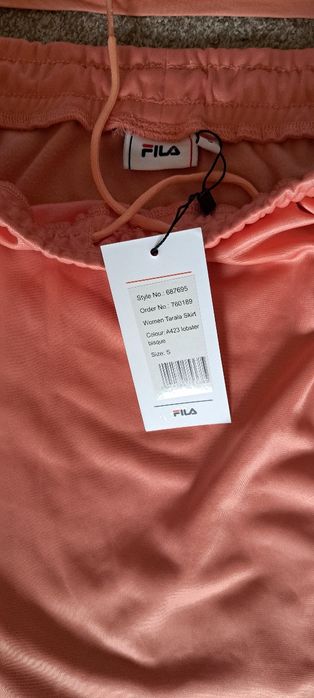 FILA
Style No.: 687695
Order No.: 760189
Women Tarala Skirt
Colour: A423 lobster
bisque
Size: S
FILA